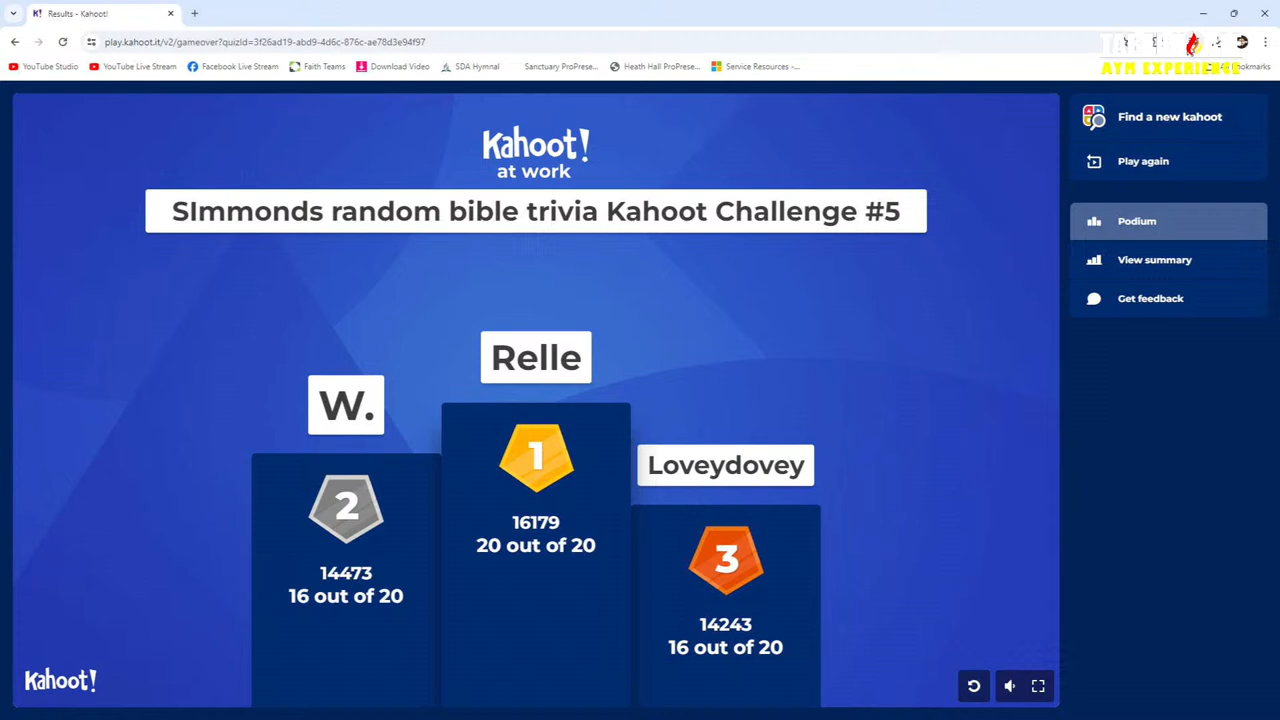 Results - Kahoot!
play.kahoot.it/v2/gameover?quizId=3f26ad19-abd9-4d6c-876c-ae78d3e94f97
YouTube Studio
YouTube Live Stream
Facebook Live Stream
Faith Teams
Download Video
SDA Hymnal
Sanctuary ProPrese...
Heath Hall ProPrese...
Service Resources -...
AYM EXPERIENCE
Kahoot!
at work
SImmonds random bible trivia Kahoot Challenge #5
Find a new kahoot
Play again
Podium
View summary
Get feedback
Relle
1
16179
20 out of 20
W.
2
14473
16 out of 20
Loveydovey
3
14243
16 out of 20
Kahoot!